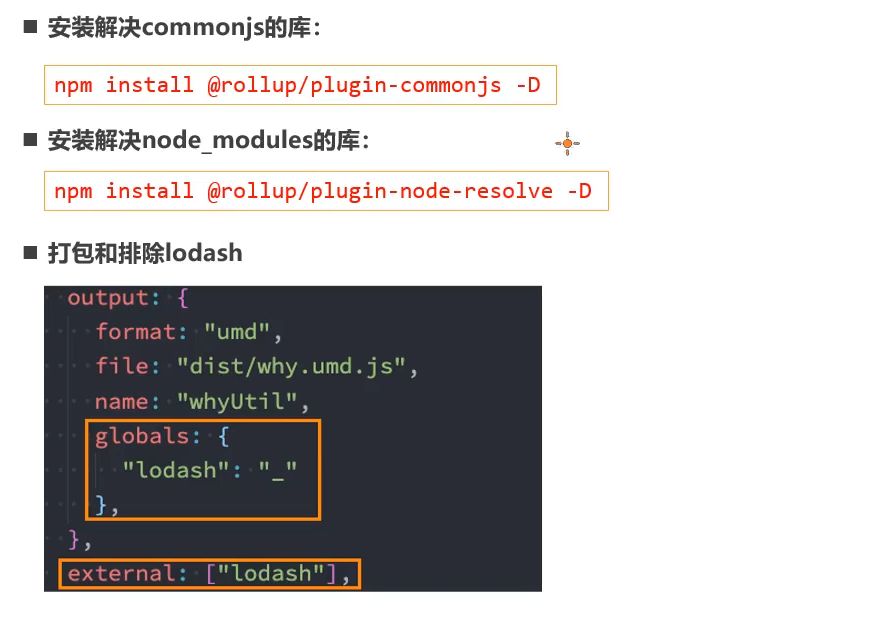 安装解决commonjs的库：
npm install @rollup/plugin-commonjs -D
安装解决node_modules的库：
npm install @rollup/plugin-node-resolve -D
打包和排除lodash
output: {
format: "umd",
file: "dist/why.umd.js",
name: "whyUtil",
globals: {
"lodash": "_"
},
},
external: ["lodash"],